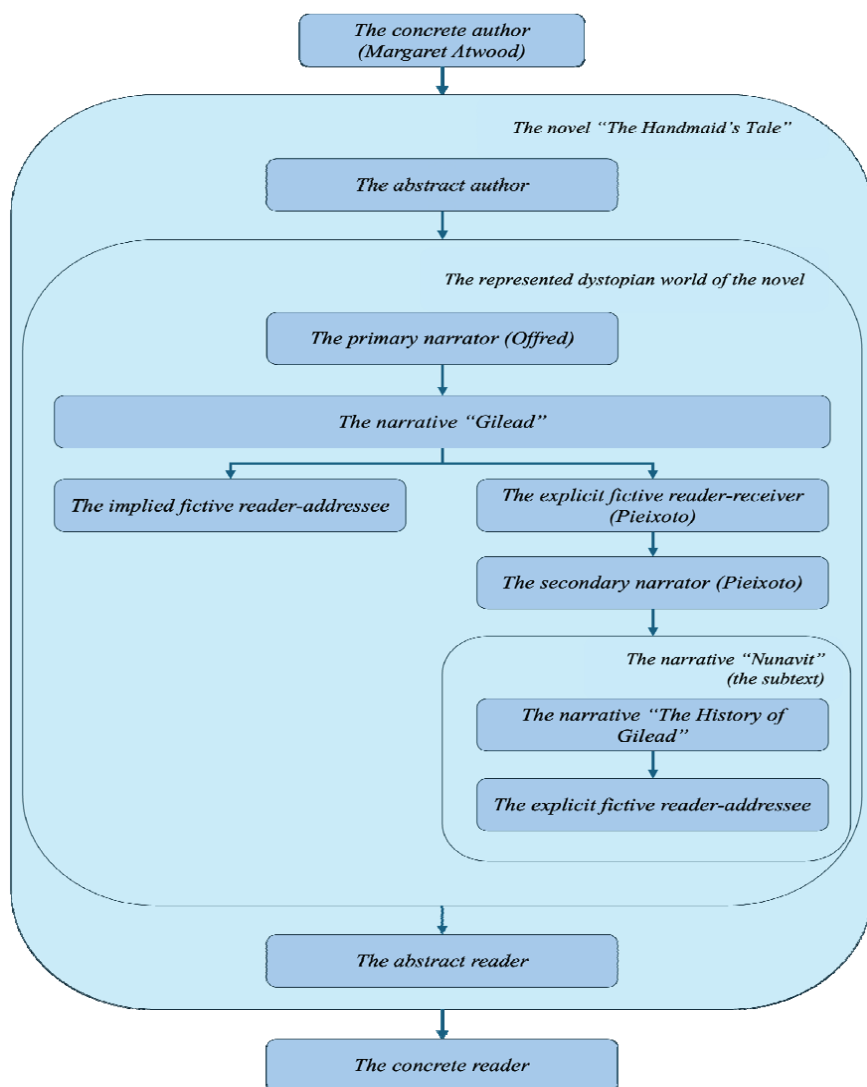 The concrete author
(Margaret Atwood)
The novel “The Handmaid’s Tale”
The abstract author
The represented dystopian world of the novel
The primary narrator (Offred)
The narrative “Gilead”
The implied fictive reader-addressee
The explicit fictive reader-receiver
(Pieixoto)
The secondary narrator (Pieixoto)
The narrative “Nunavit”
(the subtext)
The narrative “The History of
Gilead”
The explicit fictive reader-addressee
The abstract reader
The concrete reader